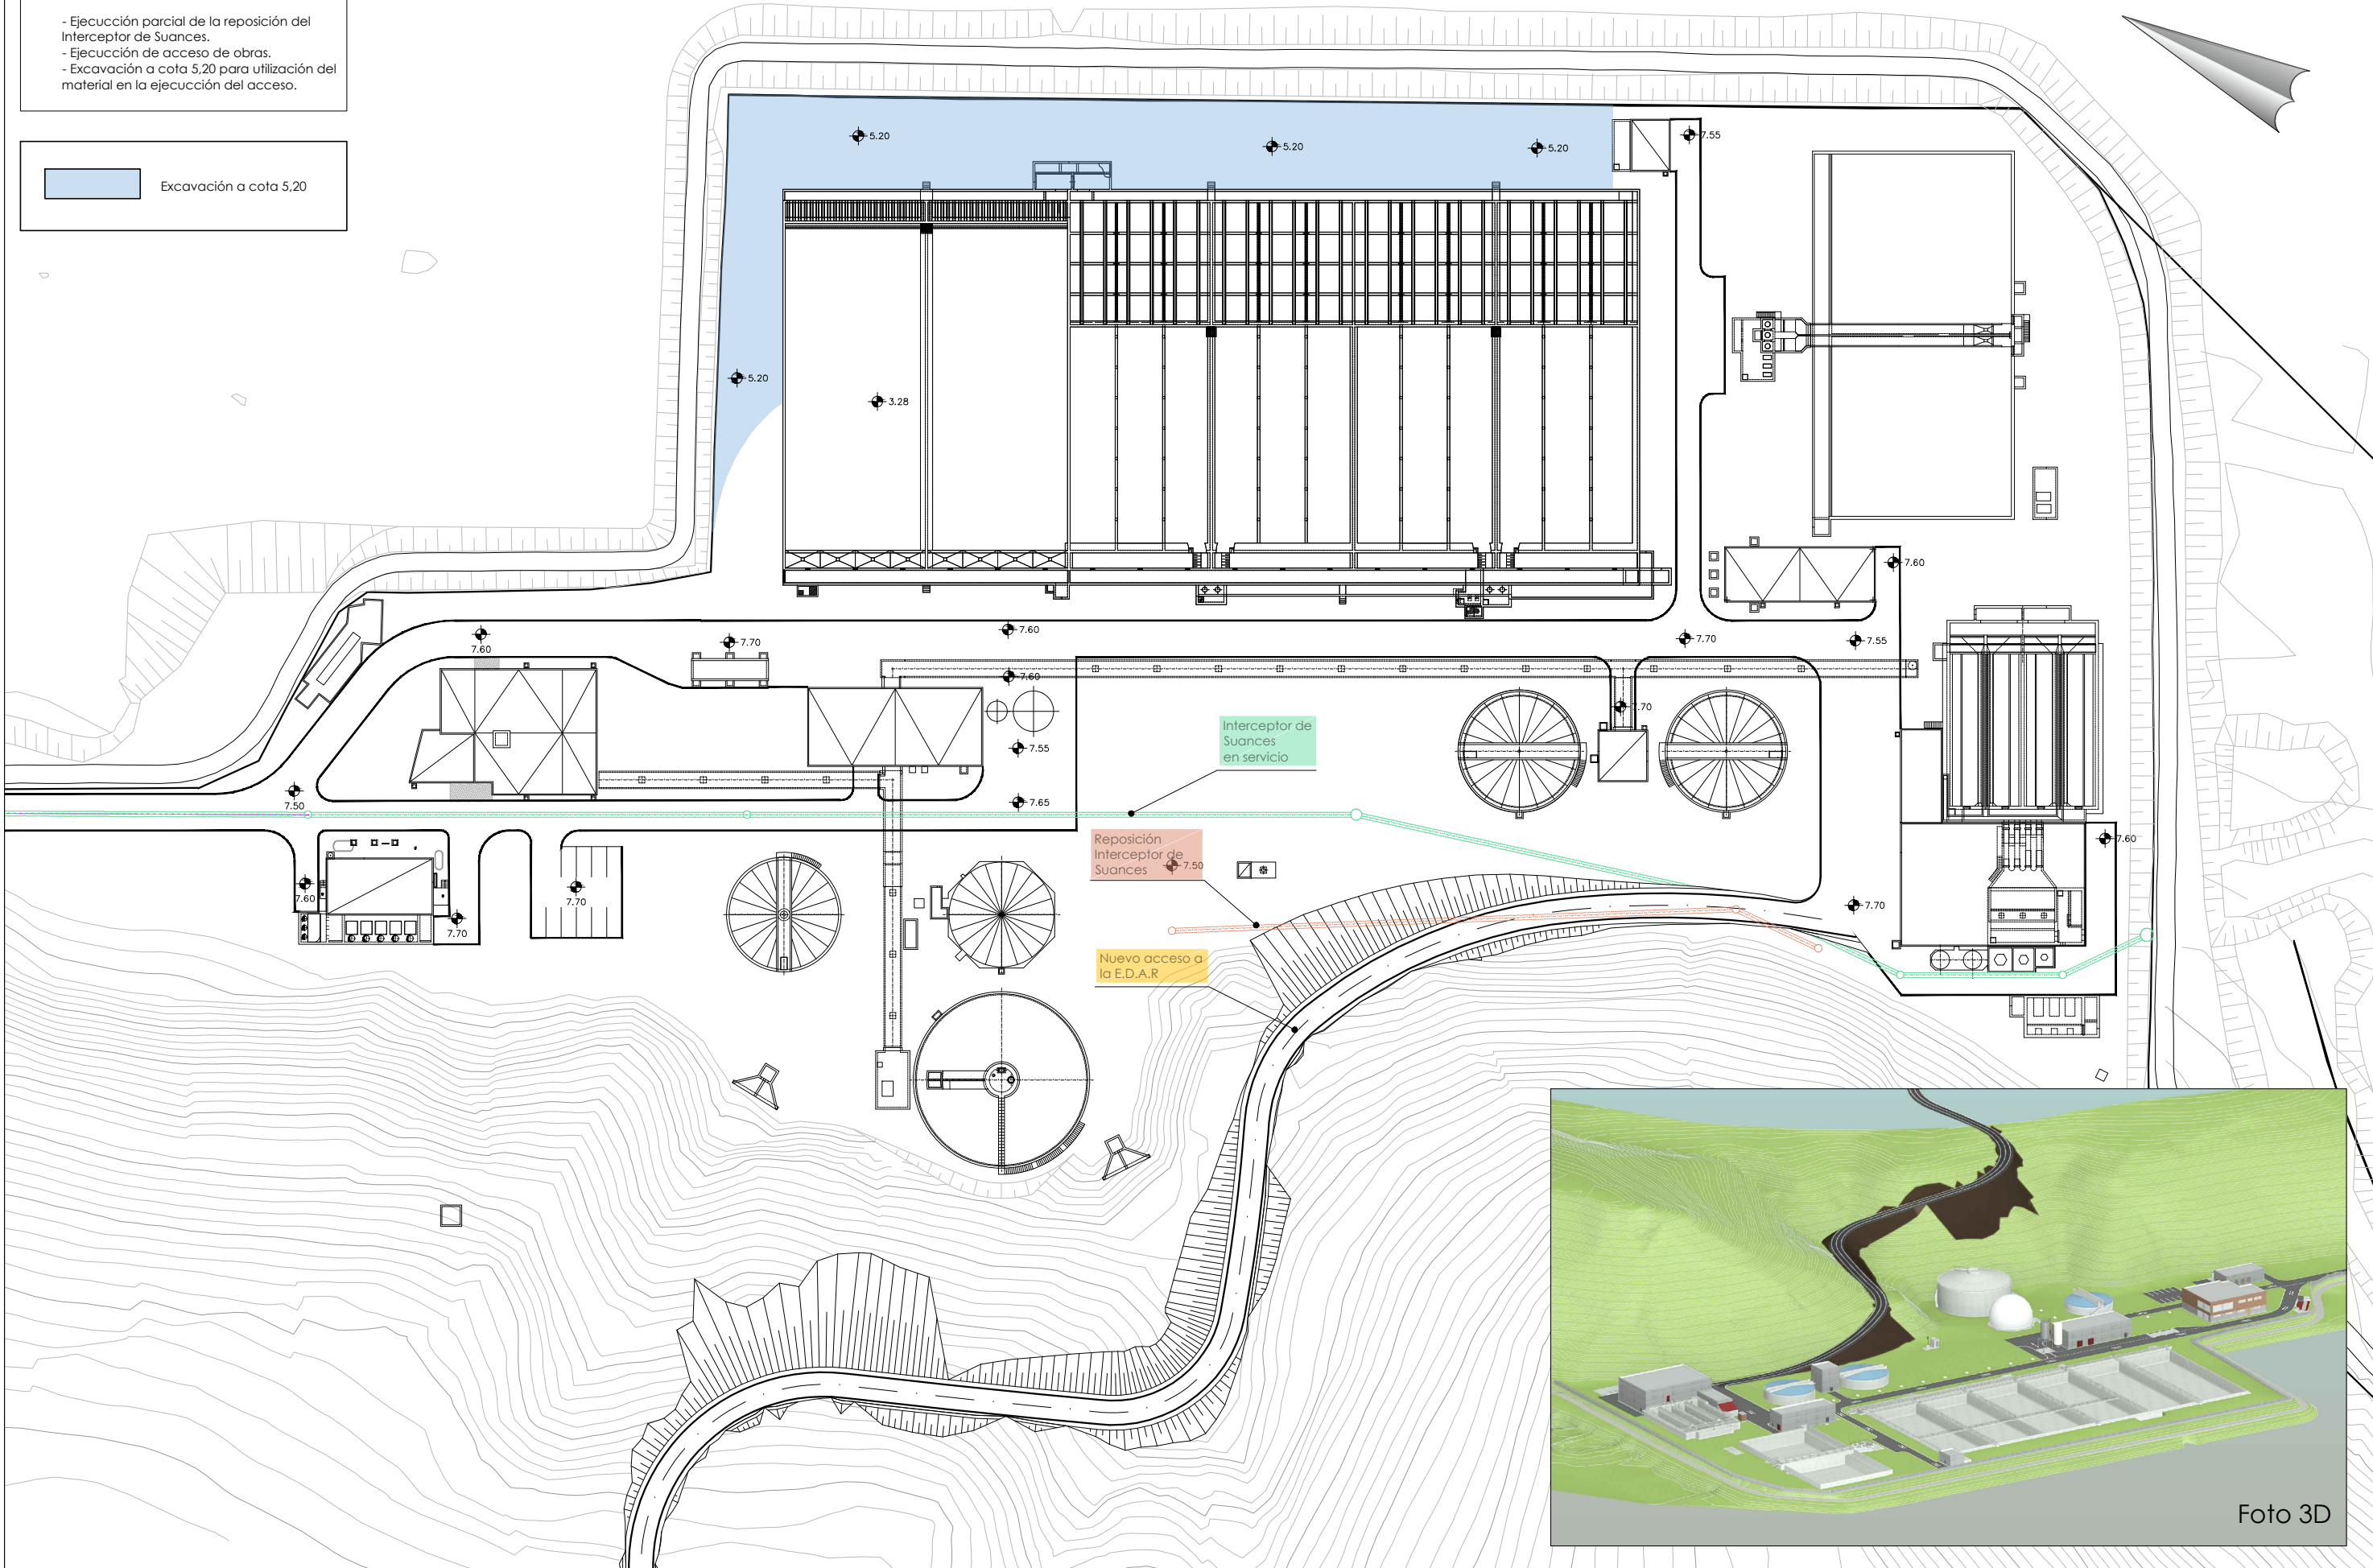 - Ejecución parcial de la reposición del
Interceptor de Suances.
- Ejecución de acceso de obras.
- Excavación a cota 5,20 para utilización del
material en la ejecución del acceso.
Excavación a cota 5,20
5.20
5.20
5.20
7.55
5.20
3.28
7.60
7.60
7.70
7.60
7.70
7.55
7.60
7.70
Interceptor de
Suances
en servicio
7.55
7.50
7.65
Reposición
Interceptor de
Suances
7.50
7.60
7.60
7.70
7.70
7.70
Nuevo acceso a
la E.D.A.R
Foto 3D